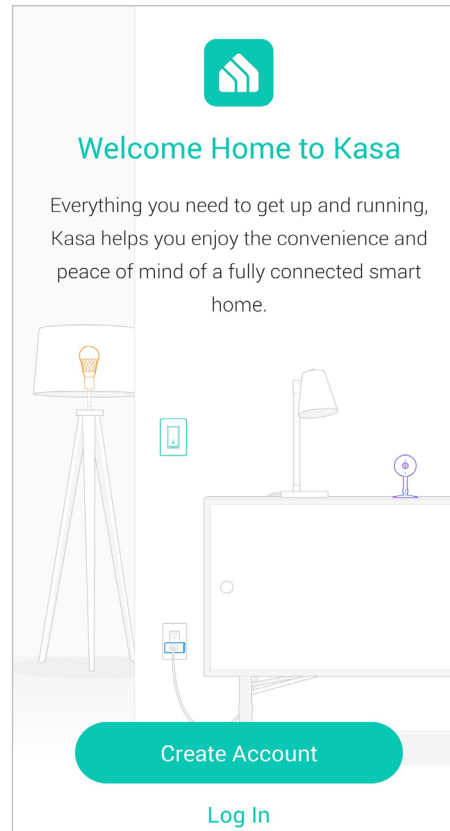 Welcome Home to Kasa
Everything you need to get up and running,
Kasa helps you enjoy the convenience and
peace of mind of a fully connected smart
home.
Create Account
Log In